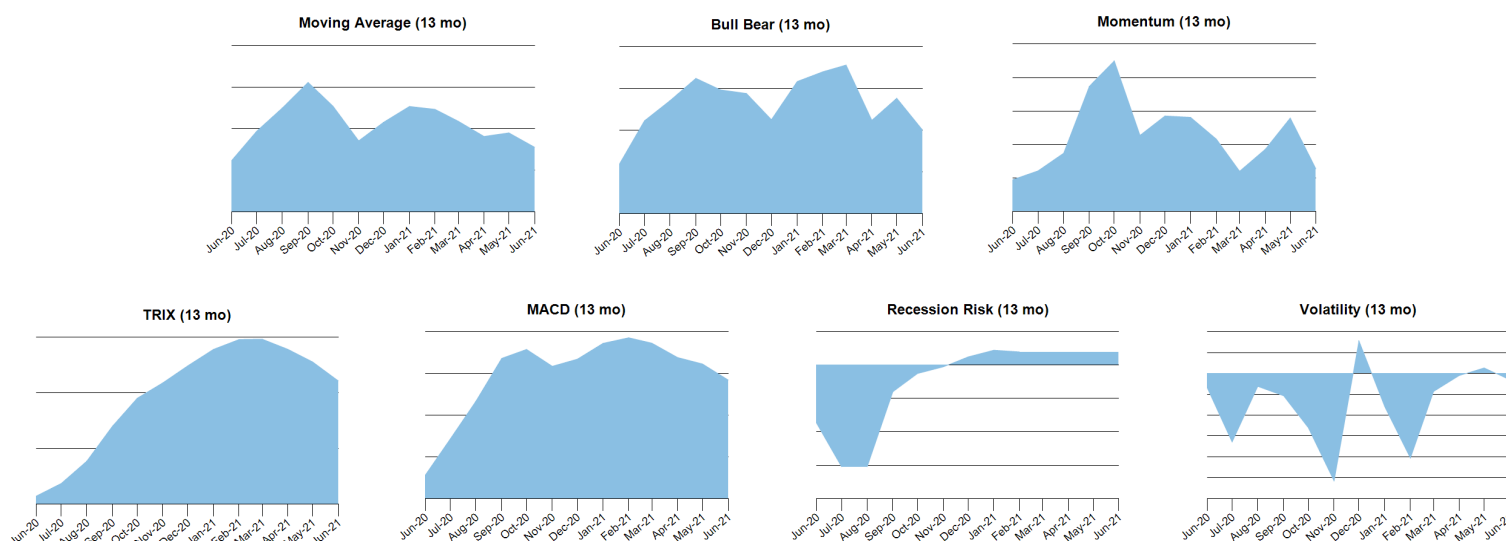 Moving Average (13 mo)
Bull Bear (13 mo)
Momentum (13 mo)
Jun-20 Jul-20 Aug-20 Sep-20 Oct-20 Nov-20 Dec-20 Jan-21 Feb-21 Mar-21 Apr-21 May-21 Jun-21
Jun-20 Jul-20 Aug-20 Sep-20 Oct-20 Nov-20 Dec-20 Jan-21 Feb-21 Mar-21 Apr-21 May-21 Jun-21
Jun-20 Jul-20 Aug-20 Sep-20 Oct-20 Nov-20 Dec-20 Jan-21 Feb-21 Mar-21 Apr-21 May-21 Jun-21
TRIX (13 mo)
MACD (13 mo)
Recession Risk (13 mo)
Volatility (13 mo)
Jun-20 Jul-20 Aug-20 Sep-20 Oct-20 Nov-20 Dec-20 Jan-21 Feb-21 Mar-21 Apr-21 May-21 Jun-21
Jun-20 Jul-20 Aug-20 Sep-20 Oct-20 Nov-20 Dec-20 Jan-21 Feb-21 Mar-21 Apr-21 May-21 Jun-21
Jun-20 Jul-20 Aug-20 Sep-20 Oct-20 Nov-20 Dec-20 Jan-21 Feb-21 Mar-21 Apr-21 May-21 Jun-21
Jun-20 Jul-20 Aug-20 Sep-20 Oct-20 Nov-20 Dec-20 Jan-21 Feb-21 Mar-21 Apr-21 May-21